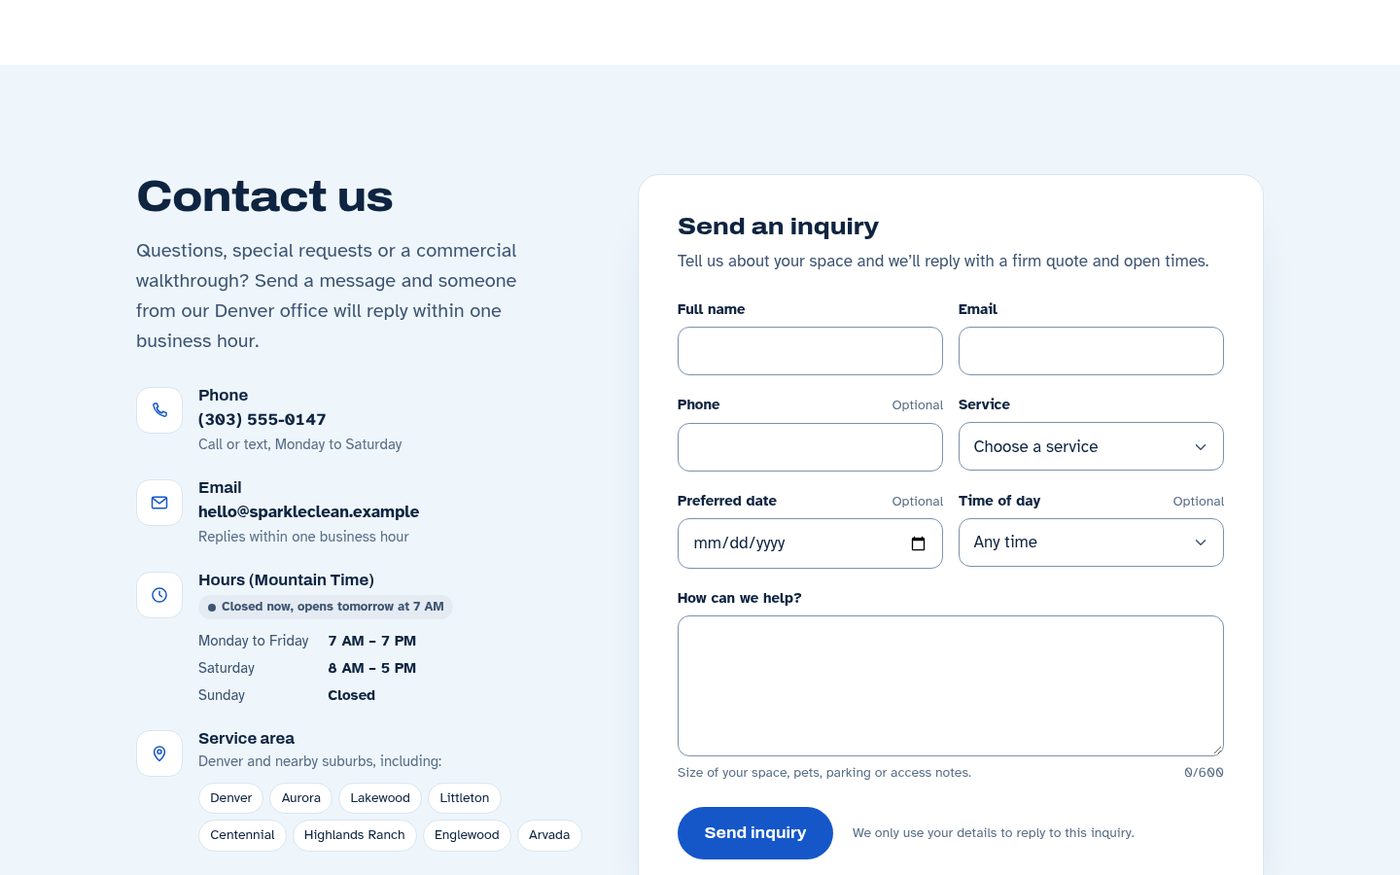 Contact us
Questions, special requests or a commercial
walkthrough? Send a message and someone
from our Denver office will reply within one
business hour.
Phone
(303) 555-0147
Call or text, Monday to Saturday
Email
hello@sparkleclean.example
Replies within one business hour
Hours (Mountain Time)
Closed now, opens tomorrow at 7 AM
Monday to Friday 7 AM – 7 PM
Saturday 8 AM – 5 PM
Sunday Closed
Service area
Denver and nearby suburbs, including:
Denver Aurora Lakewood Littleton
Centennial Highlands Ranch Englewood Arvada
Send an inquiry
Tell us about your space and we’ll reply with a firm quote and open times.
Full name Email
Phone Optional Service
Choose a service
Preferred date Optional Time of day Optional
mm/dd/yyyy Any time
How can we help?
Size of your space, pets, parking or access notes. 0/600
Send inquiry We only use your details to reply to this inquiry.